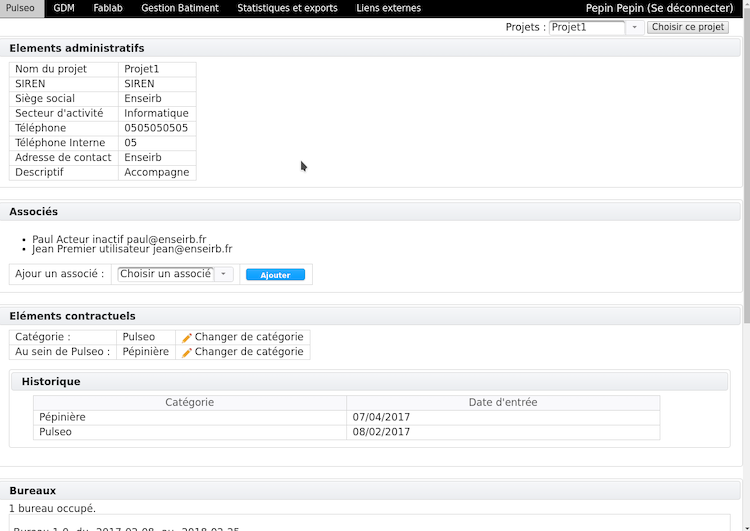 Pulseo GDM Fablab Gestion Batiment Statistiques et exports Liens externes Pepin Pepin (Se déconnecter)
Projets : Projet1 Choisir ce projet
Elements administratifs
Nom du projet Projet1
SIREN SIREN
Siège social Enseirb
Secteur d'activité Informatique
Téléphone 0505050505
Téléphone Interne 05
Adresse de contact Enseirb
Descriptif Accompagne
Associés
• Paul Acteur inactif paul@enseirb.fr
• Jean Premier utilisateur jean@enseirb.fr
Ajour un associé : Choisir un associé Ajouter
Eléments contractuels
Catégorie : Pulseo Changer de catégorie
Au sein de Pulseo : Pépinière Changer de catégorie
Historique
Catégorie Date d'entrée
Pépinière 07/04/2017
Pulseo 08/02/2017
Bureaux
1 bureau occupé.